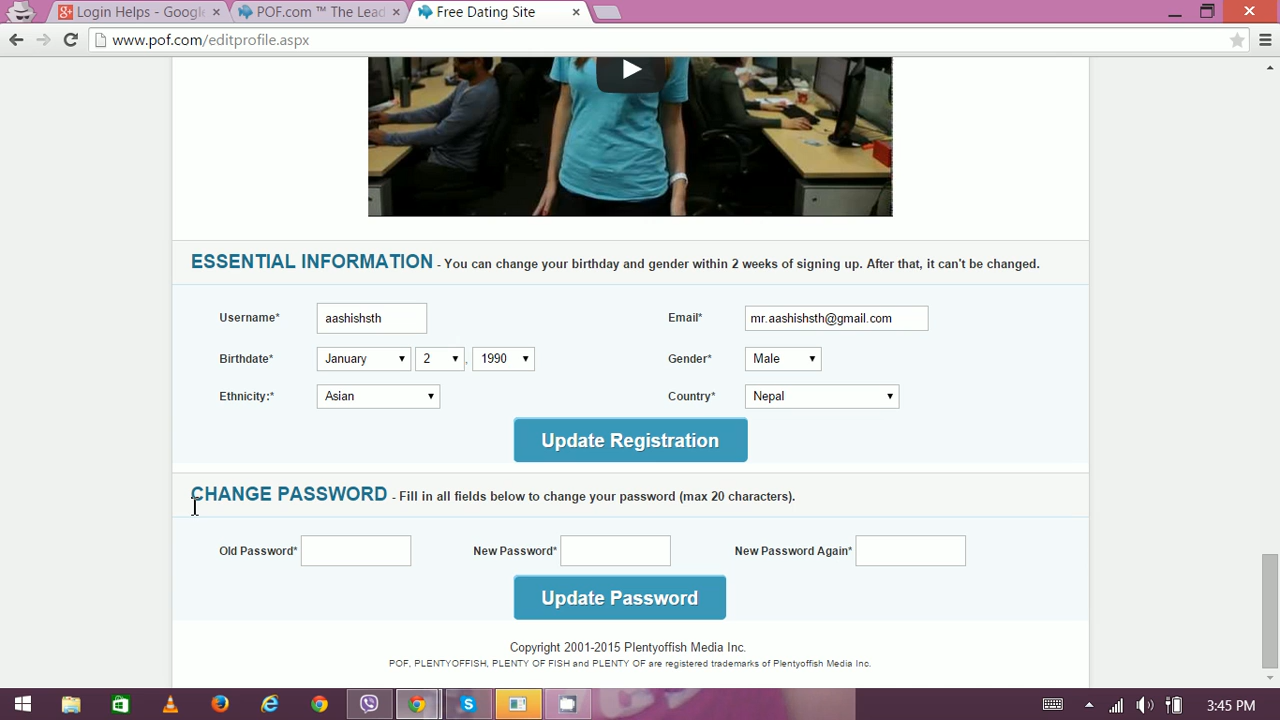 Login Helps - Google
POF.com ™ The Lead
Free Dating Site
www.pof.com/editprofile.aspx
ESSENTIAL INFORMATION - You can change your birthday and gender within 2 weeks of signing up. After that, it can't be changed.
Username* aashishsth Email* mr.aashishsth@gmail.com
Birthdate* January 2 , 1990 Gender* Male
Ethnicity:* Asian Country* Nepal
Update Registration
CHANGE PASSWORD - Fill in all fields below to change your password (max 20 characters).
Old Password* New Password* New Password Again*
Update Password
Copyright 2001-2015 Plentyoffish Media Inc.
POF, PLENTYOFFISH, PLENTY OF FISH and PLENTY OF are registered trademarks of Plentyoffish Media Inc.
3:45 PM